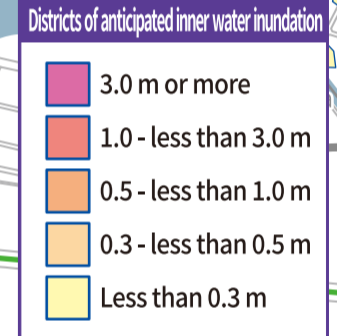 Districts of anticipated inner water inundation
3.0 m or more
1.0 - less than 3.0 m
0.5 - less than 1.0 m
0.3 - less than 0.5 m
Less than 0.3 m